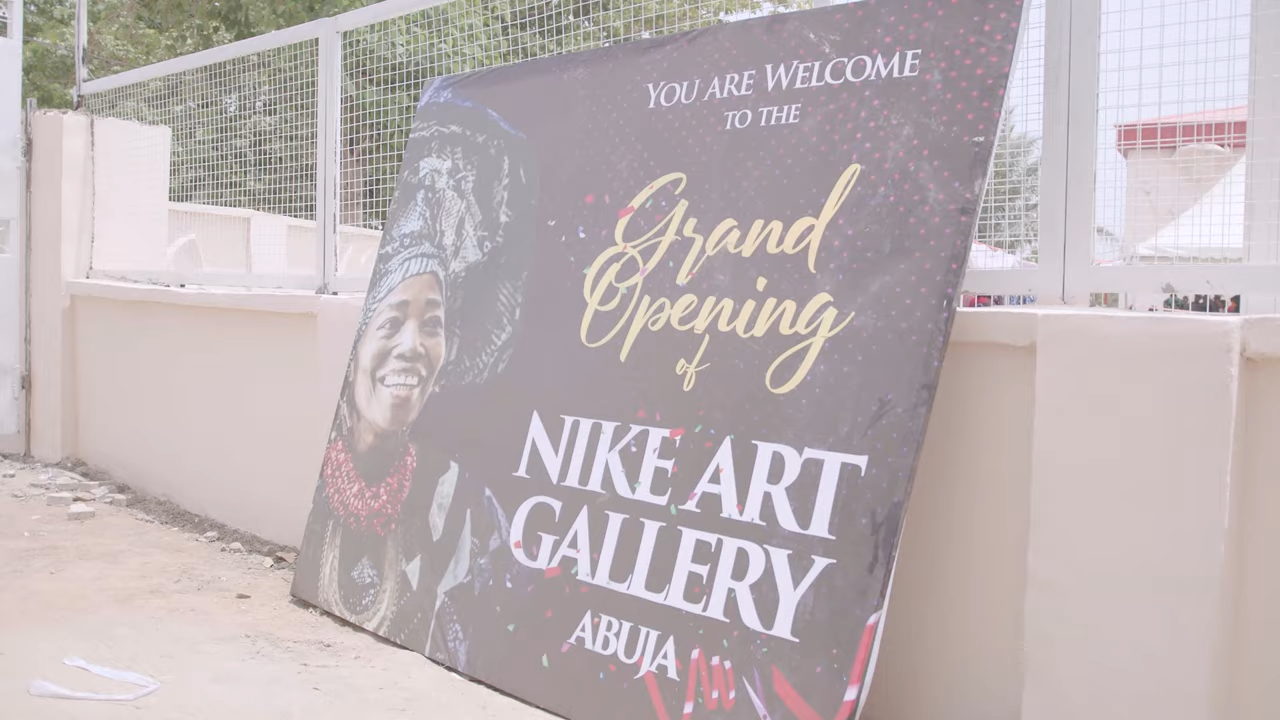 YOU ARE WELCOME
TO THE
Grand
Opening
of
NIKE ART
GALLERY
ABUJA